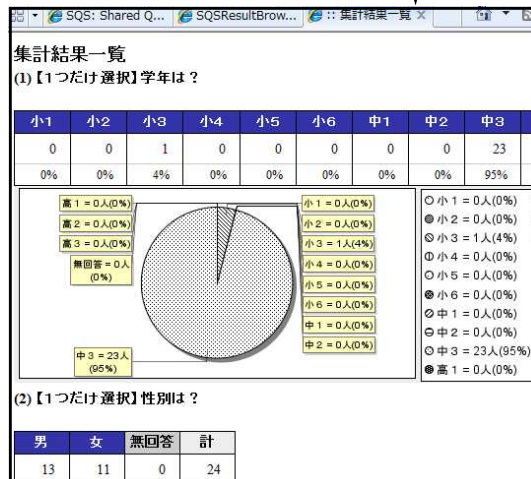 SQS: Shared Q... SQSResultBrow... :: 集計結果一覧
集計結果一覧
(1)【1つだけ選択】学年は？
小1 小2 小3 小4 小5 小6 中1 中2 中3
0 0 1 0 0 0 0 0 23
0% 0% 4% 0% 0% 0% 0% 0% 95%
高1 = 0人(0%)
高2 = 0人(0%)
高3 = 0人(0%)
無回答 = 0人
(0%)
中3 = 23人
(95%)
小1 = 0人(0%)
小2 = 0人(0%)
小3 = 1人(4%)
小4 = 0人(0%)
小5 = 0人(0%)
小6 = 0人(0%)
中1 = 0人(0%)
中2 = 0人(0%)
小1 = 0人(0%)
小2 = 0人(0%)
小3 = 1人(4%)
小4 = 0人(0%)
小5 = 0人(0%)
小6 = 0人(0%)
中1 = 0人(0%)
中2 = 0人(0%)
中3 = 23人(95%)
高1 = 0人(0%)
(2)【1つだけ選択】性別は？
男 女 無回答 計
13 11 0 24